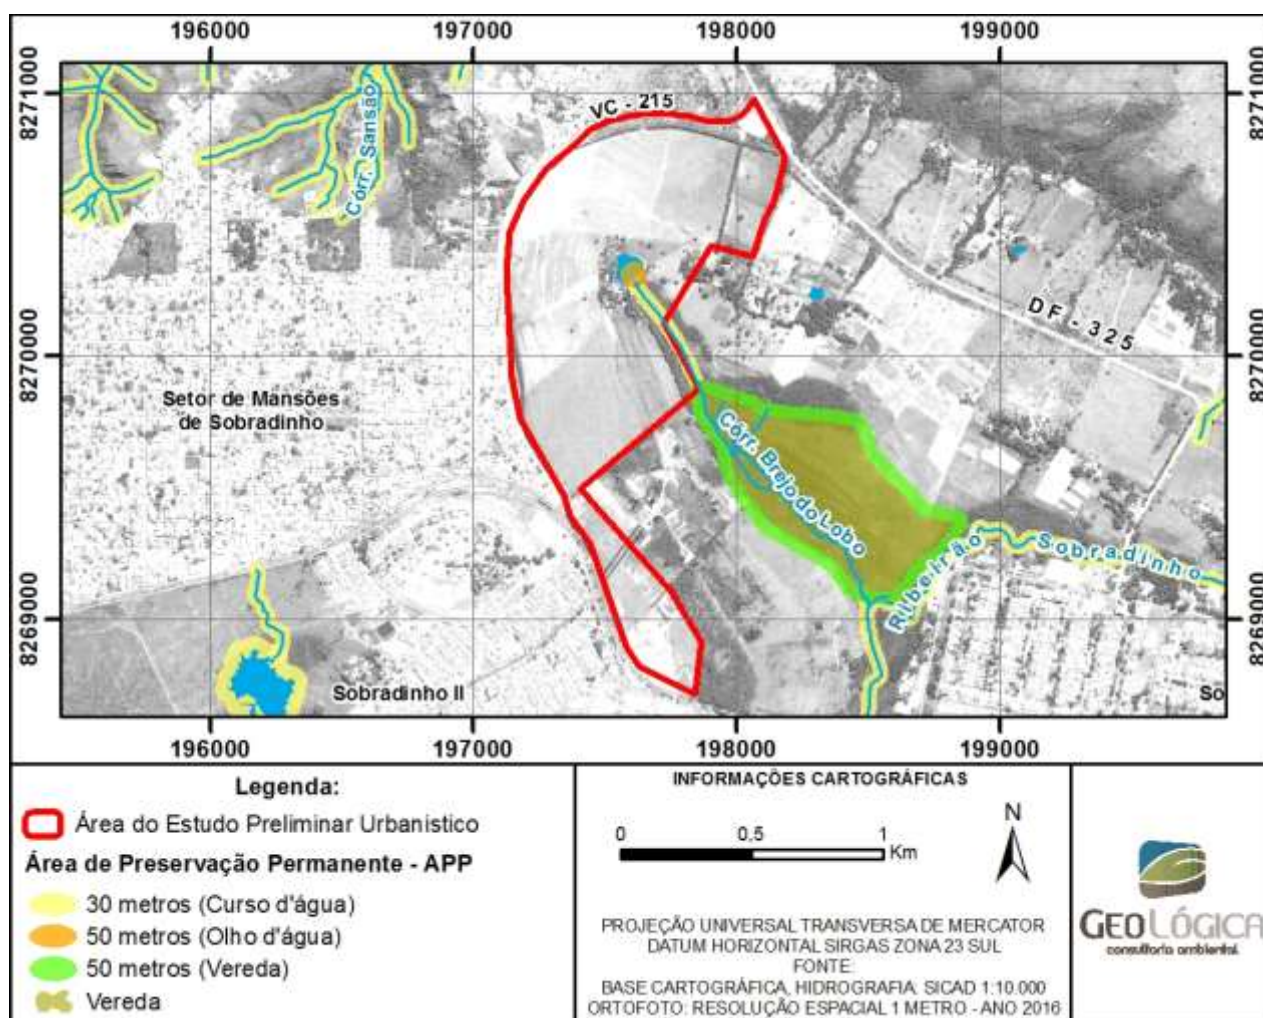 196000 197000 198000 199000
8271000
8271000
VC - 215
Córr. Sansão
DF - 325
8270000
8270000
Setor de Mansões
de Sobradinho
Córr. Brejo do Lobo
Ribeirão Sobradinho
8269000
8269000
Sobradinho II
So
196000 197000 198000 199000
Legenda:
Área do Estudo Preliminar Urbanístico
Área de Preservação Permanente - APP
30 metros (Curso d'água)
50 metros (Olho d'água)
50 metros (Vereda)
Vereda
INFORMAÇÕES CARTOGRÁFICAS
0 0,5 1
Km
N
PROJEÇÃO UNIVERSAL TRANSVERSA DE MERCATOR
DATUM HORIZONTAL SIRGAS ZONA 23 SUL
FONTE:
BASE CARTOGRÁFICA, HIDROGRAFIA: SICAD 1:10.000
ORTOFOTO: RESOLUÇÃO ESPACIAL 1 METRO - ANO 2016
GEOLÓGICA
consultoria ambiental